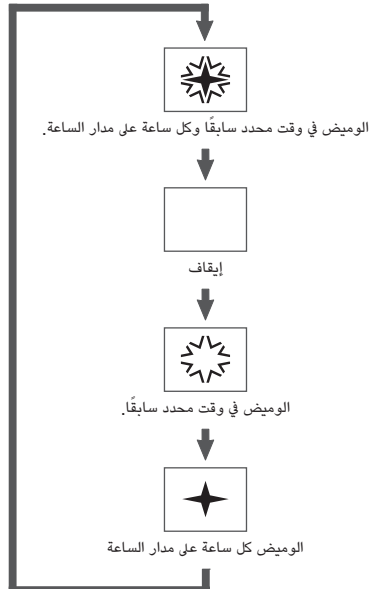 الوميض في وقت محدد سابقًا وكل ساعة على مدار الساعة.
إيقاف
الوميض في وقت محدد سابقًا.
الوميض كل ساعة على مدار الساعة